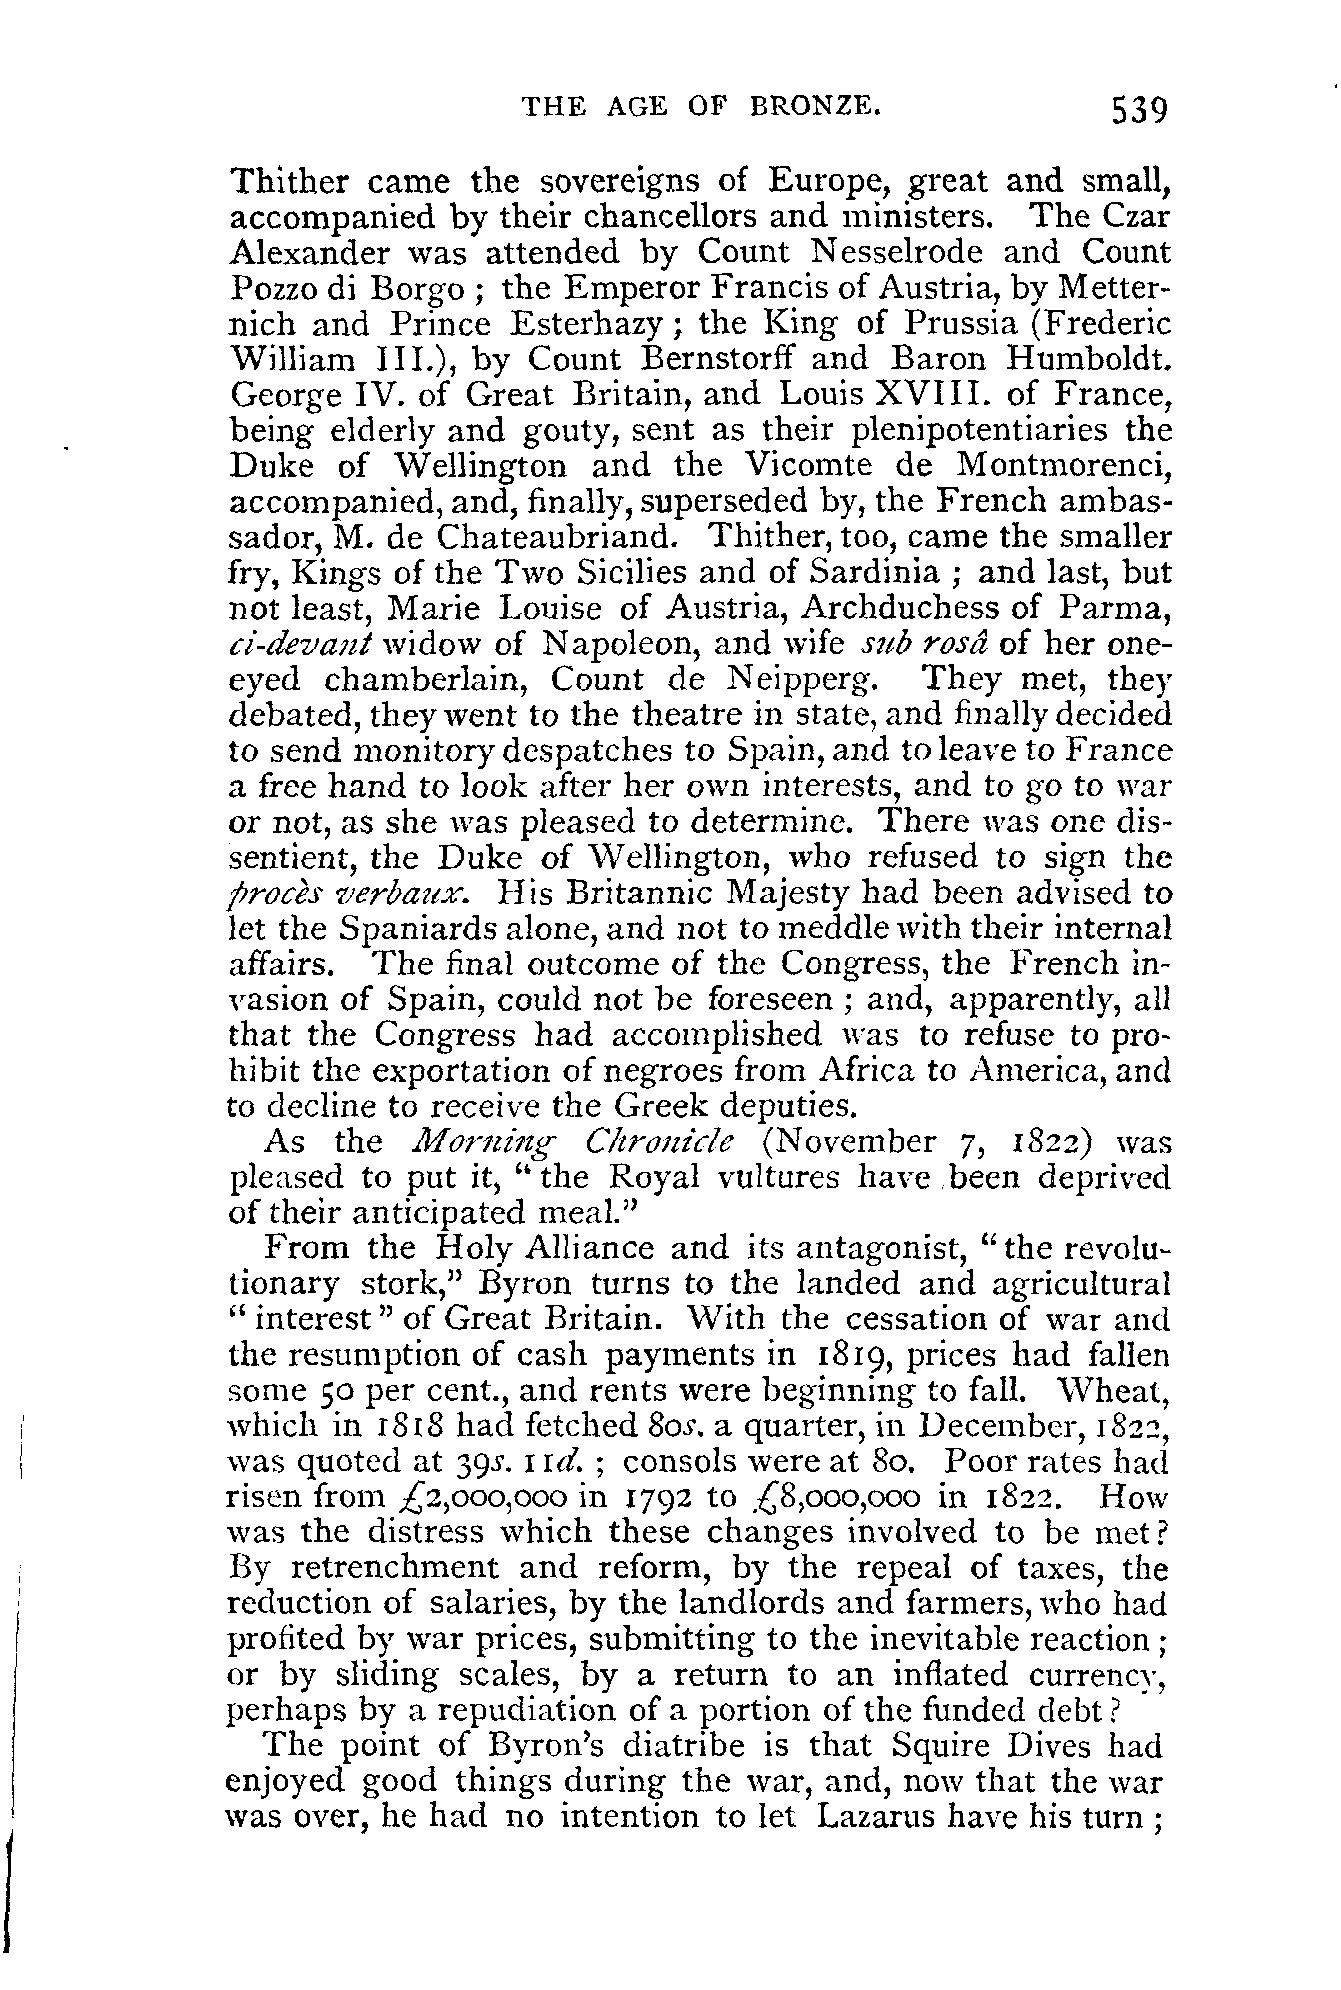 THE AGE OF BRONZE. 539
Thither came the sovereigns of Europe, great and small,
accompanied by their chancellors and ministers. The Czar
Alexander was attended by Count Nesselrode and Count
Pozzo di Borgo ; the Emperor Francis of Austria, by Metter-
nich and Prince Esterhazy ; the King of Prussia (Frederic
William III.), by Count Bernstorff and Baron Humboldt.
George IV. of Great Britain, and Louis XVIII. of France,
being elderly and gouty, sent as their plenipotentiaries the
Duke of Wellington and the Vicomte de Montmorenci,
accompanied, and, finally, superseded by, the French ambas-
sador, M. de Chateaubriand. Thither, too, came the smaller
fry, Kings of the Two Sicilies and of Sardinia ; and last, but
not least, Marie Louise of Austria, Archduchess of Parma,
ci-devant widow of Napoleon, and wife sub rosâ of her one-
eyed chamberlain, Count de Neipperg. They met, they
debated, they went to the theatre in state, and finally decided
to send monitory despatches to Spain, and to leave to France
a free hand to look after her own interests, and to go to war
or not, as she was pleased to determine. There was one dis-
sentient, the Duke of Wellington, who refused to sign the
procès verbaux. His Britannic Majesty had been advised to
let the Spaniards alone, and not to meddle with their internal
affairs. The final outcome of the Congress, the French in-
vasion of Spain, could not be foreseen ; and, apparently, all
that the Congress had accomplished was to refuse to pro-
hibit the exportation of negroes from Africa to America, and
to decline to receive the Greek deputies.
As the Morning Chronicle (November 7, 1822) was
pleased to put it, “the Royal vultures have been deprived
of their anticipated meal.”
From the Holy Alliance and its antagonist, “the revolu-
tionary stork,” Byron turns to the landed and agricultural
“interest” of Great Britain. With the cessation of war and
the resumption of cash payments in 1819, prices had fallen
some 50 per cent., and rents were beginning to fall. Wheat,
which in 1818 had fetched 80s. a quarter, in December, 1822,
was quoted at 39s. 11d. ; consols were at 80. Poor rates had
risen from £2,000,000 in 1792 to £8,000,000 in 1822. How
was the distress which these changes involved to be met?
By retrenchment and reform, by the repeal of taxes, the
reduction of salaries, by the landlords and farmers, who had
profited by war prices, submitting to the inevitable reaction ;
or by sliding scales, by a return to an inflated currency,
perhaps by a repudiation of a portion of the funded debt?
The point of Byron's diatribe is that Squire Dives had
enjoyed good things during the war, and, now that the war
was over, he had no intention to let Lazarus have his turn ;